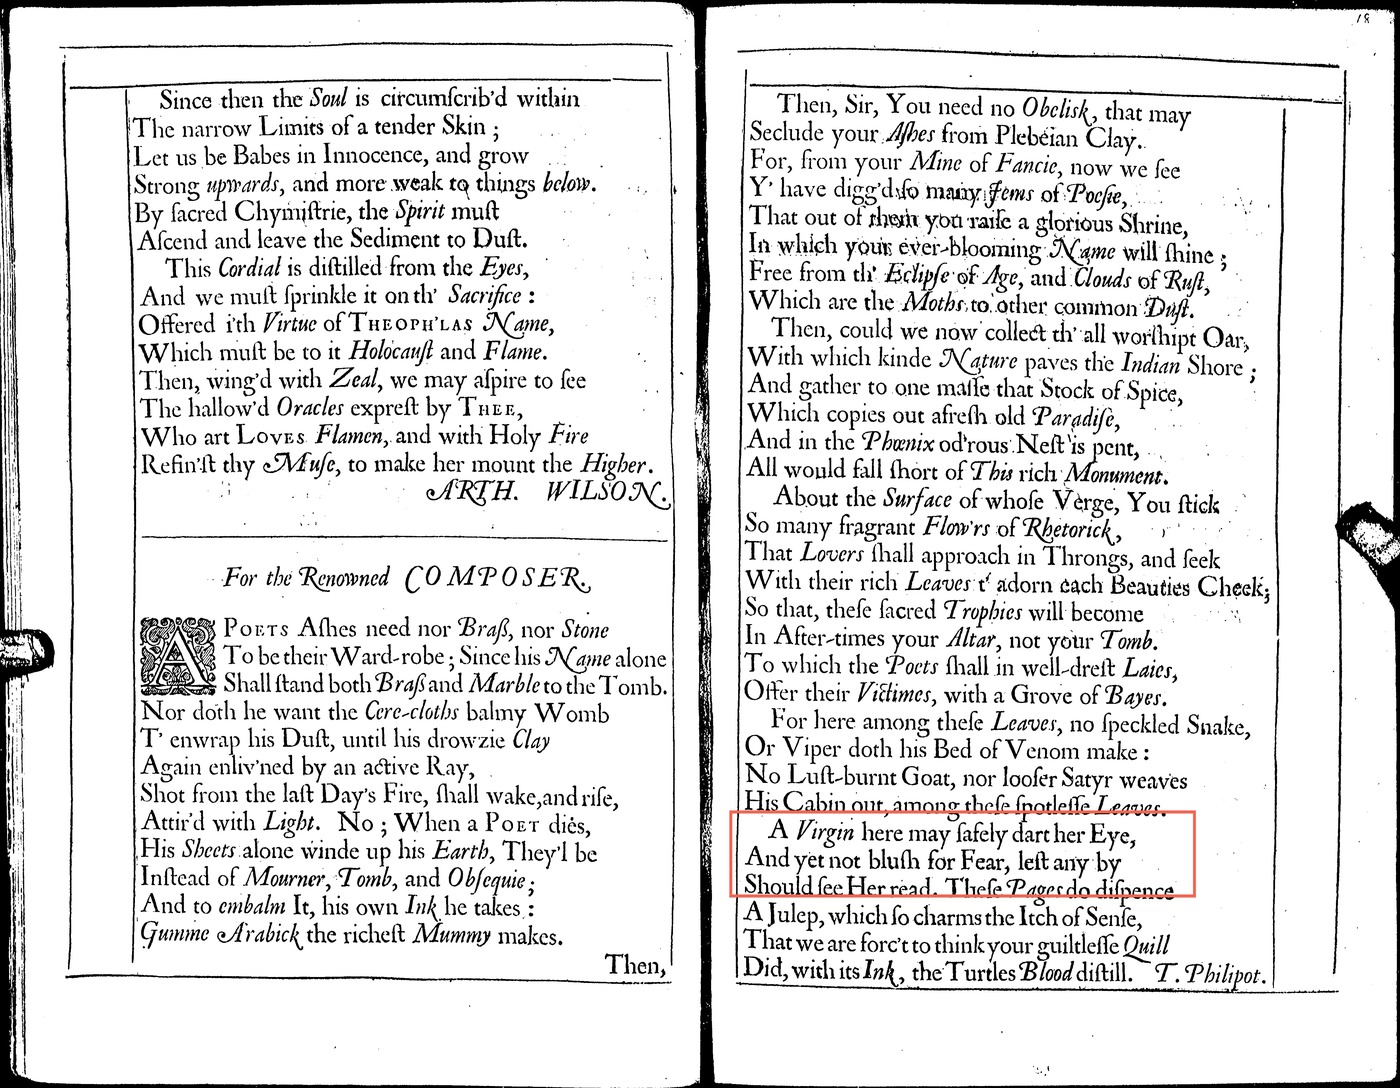 Since then the Soul is circumſcrib'd within
The narrow Limits of a tender Skin ;
Let us be Babes in Innocence, and grow
Strong upwards, and more weak to things below.
By ſacred Chymiſtrie, the Spirit muſt
Aſcend and leave the Sediment to Duſt.
This Cordial is diſtilled from the Eyes,
And we muſt ſprinkle it on th' Sacrifice :
Offered i'th Virtue of THEOPH'LAS Name,
Which muſt be to it Holocauſt and Flame.
Then, wing'd with Zeal, we may aſpire to ſee
The hallow'd Oracles expreſt by THEE,
Who art LOVES Flamen, and with Holy Fire
Refin'ſt thy Muſe, to make her mount the Higher.
ARTH. WILSON.
For the Renowned COMPOSER.
A POETS Aſhes need nor Braß, nor Stone
To be their Ward-robe ; Since his Name alone
Shall ſtand both Braß and Marble to the Tomb.
Nor doth he want the Cere-cloths balmy Womb
T' enwrap his Duſt, until his drowzie Clay
Again enliv'ned by an active Ray,
Shot from the laſt Day's Fire, ſhall wake, and riſe,
Attir'd with Light. No ; When a POET dies,
His Sheets alone winde up his Earth, They'l be
Inſtead of Mourner, Tomb, and Obſequie ;
And to embalm It, his own Ink he takes :
Gumme Arabick the richeſt Mummy makes.
Then,
18
Then, Sir, You need no Obelisk, that may
Seclude your Aſhes from Plebeian Clay.
For, from your Mine of Fancie, now we ſee
Y' have digg'd ſo many Jems of Poeſie,
That out of them you raiſe a glorious Shrine,
In which your ever-blooming Name will ſhine ;
Free from th' Eclipſe of Age, and Clouds of Ruſt,
Which are the Moths to other common Duſt.
Then, could we now collect th' all worſhipt Oar,
With which kinde Nature paves the Indian Shore ;
And gather to one maſſe that Stock of Spice,
Which copies out afreſh old Paradiſe,
And in the Phœnix od'rous Neſt is pent,
All would fall ſhort of This rich Monument.
About the Surface of whoſe Verge, You ſtick
So many fragrant Flow'rs of Rhetorick,
That Lovers ſhall approach in Throngs, and ſeek
With their rich Leaves t' adorn each Beauties Cheek;
So that, theſe ſacred Trophies will become
In After-times your Altar, not your Tomb.
To which the Poets ſhall in well-dreſt Laies,
Offer their Victimes, with a Grove of Bayes.
For here among theſe Leaves, no ſpeckled Snake,
Or Viper doth his Bed of Venom make :
No Luſt-burnt Goat, nor looſer Satyr weaves
His Cabin out, among theſe ſpotleſſe Leaves.
A Virgin here may ſafely dart her Eye,
And yet not bluſh for Fear, leſt any by
Should ſee Her read. Theſe Pages do diſpence
A Julep, which ſo charms the Itch of Senſe,
That we are forc't to think your guiltleſſe Quill
Did, with its Ink, the Turtles Blood diſtill. T. Philipot.